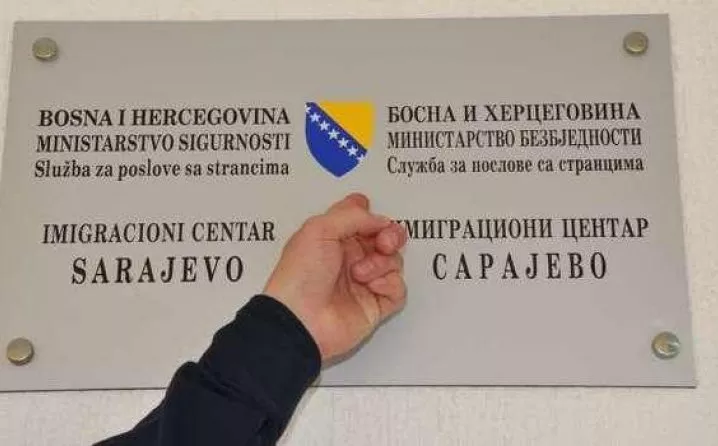 BOSNA I HERCEGOVINA
MINISTARSTVO SIGURNOSTI
Služba za poslove sa strancima
IMIGRACIONI CENTAR
SARAJEVO
БОСНА И ХЕРЦЕГОВИНА
МИНИСТАРСТВО БЕЗБЈЕДНОСТИ
Служба за послове са странцима
ИМИГРАЦИОНИ ЦЕНТАР
САРАЈЕВО